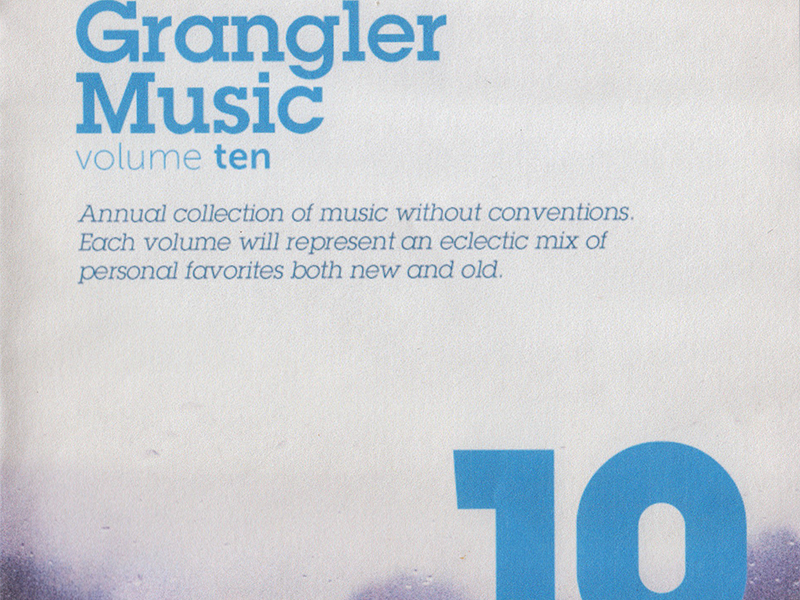 Grangler
Music
volume ten
Annual collection of music without conventions.
Each volume will represent an eclectic mix of
personal favorites both new and old.
10